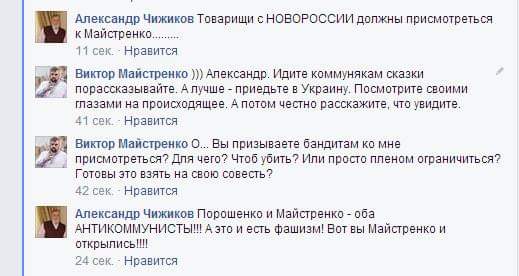 Александр Чижиков Товарищи с НОВОРОССИИ должны присмотреться
к Майстренко.........
11 сек. · Нравится
Виктор Майстренко ))) Александр. Идите коммунякам сказки
порассказывайте. А лучше - приедьте в Украину. Посмотрите своими
глазами на происходящее. А потом честно расскажите, что увидите.
41 сек. · Нравится
Виктор Майстренко О... Вы призываете бандитам ко мне
присмотреться? Для чего? Чтоб убить? Или просто пленом ограничиться?
Готовы это взять на свою совесть?
42 сек. · Нравится
Александр Чижиков Порошенко и Майстренко - оба
АНТИКОММУНИСТЫ!!! А это и есть фашизм! Вот вы Майстренко и
открылись!!!!
24 сек. · Нравится